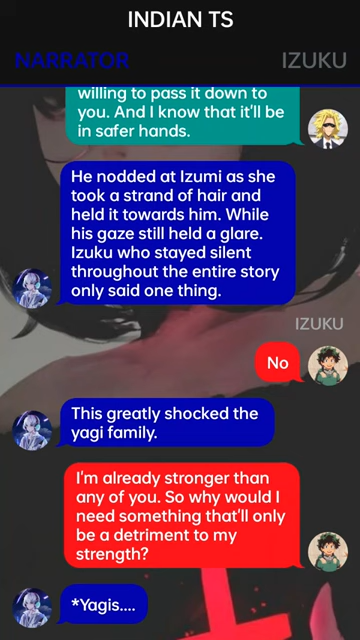 INDIAN TS
NARRATOR
IZUKU
willing to pass it down to
you. And I know that it'll be
in safer hands.
He nodded at Izumi as she
took a strand of hair and
held it towards him. While
his gaze still held a glare.
Izuku who stayed silent
throughout the entire story
only said one thing.
IZUKU
No
This greatly shocked the
yagi family.
I'm already stronger than
any of you. So why would I
need something that'll only
be a detriment to my
strength?
*Yagis....